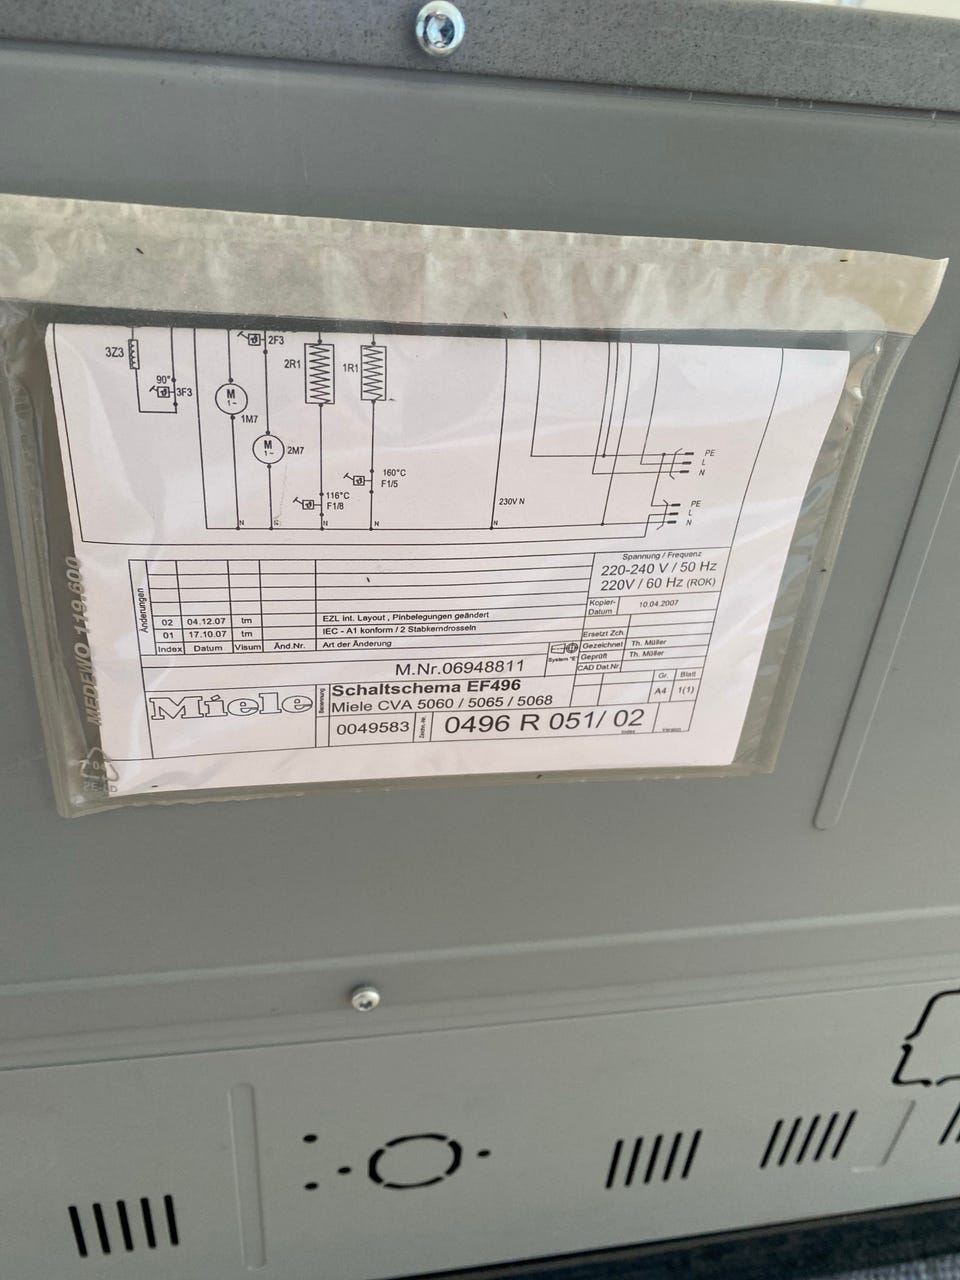 2F3
3Z3
2R1
1R1
90°
3F3
M
1~
1M7
M
1~
2M7
PE
L
N
160°C
F1/5
116°C
F1/8
230V N
PE
L
N
N
N
N
N
Spannung / Frequenz
220-240 V / 50 Hz
220V / 60 Hz (ROK)
Änderungen
Kopier-
Datum
10.04.2007
02 04.12.07 tm EZL int. Layout , Pinbelegungen geändert
01 17.10.07 tm IEC - A1 konform / 2 Stabkerndrosseln
Index Datum Visum Änd.Nr. Art der Änderung
Ersetzt Zch.
Gezeichnet Th. Müller
Geprüft Th. Müller
CAD Dat.Nr.
System "E"
M.Nr.06948811
Gr. Blatt
A4 1(1)
Miele
Benennung
Schaltschema EF496
Miele CVA 5060 / 5065 / 5068
0049583
Zeichn.-Nr.
0496 R 051/ 02
Index
Version
MEDEWO 119.600
04